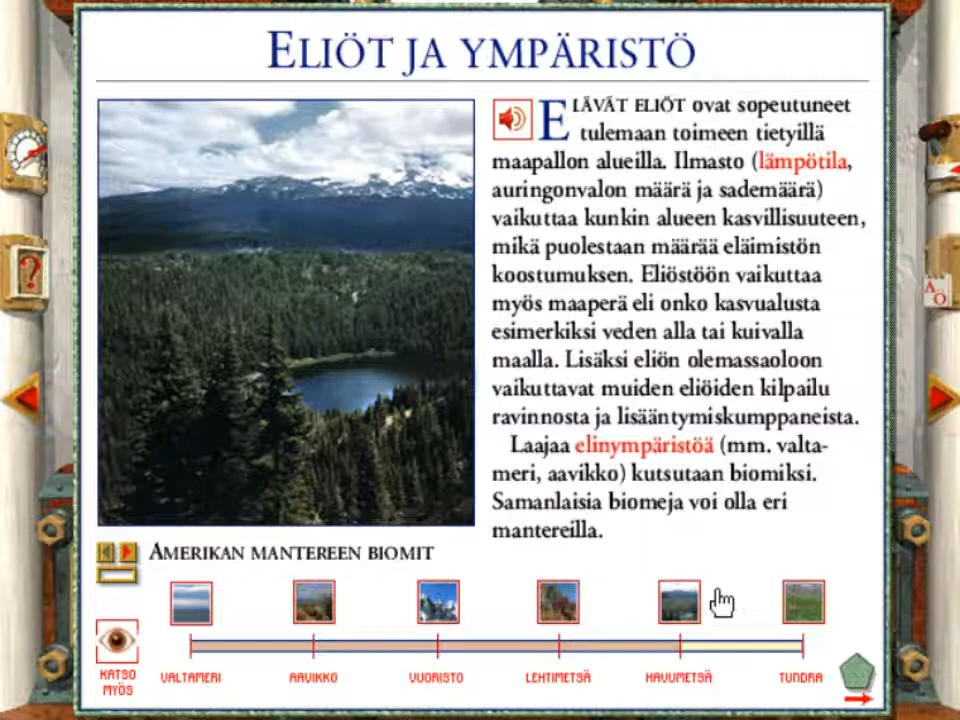 ELIÖT JA YMPÄRISTÖ
ELÄVÄT ELIÖT ovat sopeutuneet
tulemaan toimeen tietyillä
maapallon alueilla. Ilmasto (lämpötila,
auringonvalon määrä ja sademäärä)
vaikuttaa kunkin alueen kasvillisuuteen,
mikä puolestaan määrää eläimistön
koostumuksen. Eliöstöön vaikuttaa
myös maaperä eli onko kasvualusta
esimerkiksi veden alla tai kuivalla
maalla. Lisäksi eliön olemassaoloon
vaikuttavat muiden eliöiden kilpailu
ravinnosta ja lisääntymiskumppaneista.
Laajaa elinympäristöä (mm. valta-
meri, aavikko) kutsutaan biomiksi.
Samanlaisia biomeja voi olla eri
mantereilla.
AMERIKAN MANTEREEN BIOMIT
KATSO
MYÖS
VALTAMERI
AAVIKKO
VUORISTO
LEHTIMETSÄ
HAVUMETSÄ
TUNDRA
?
A
Ö